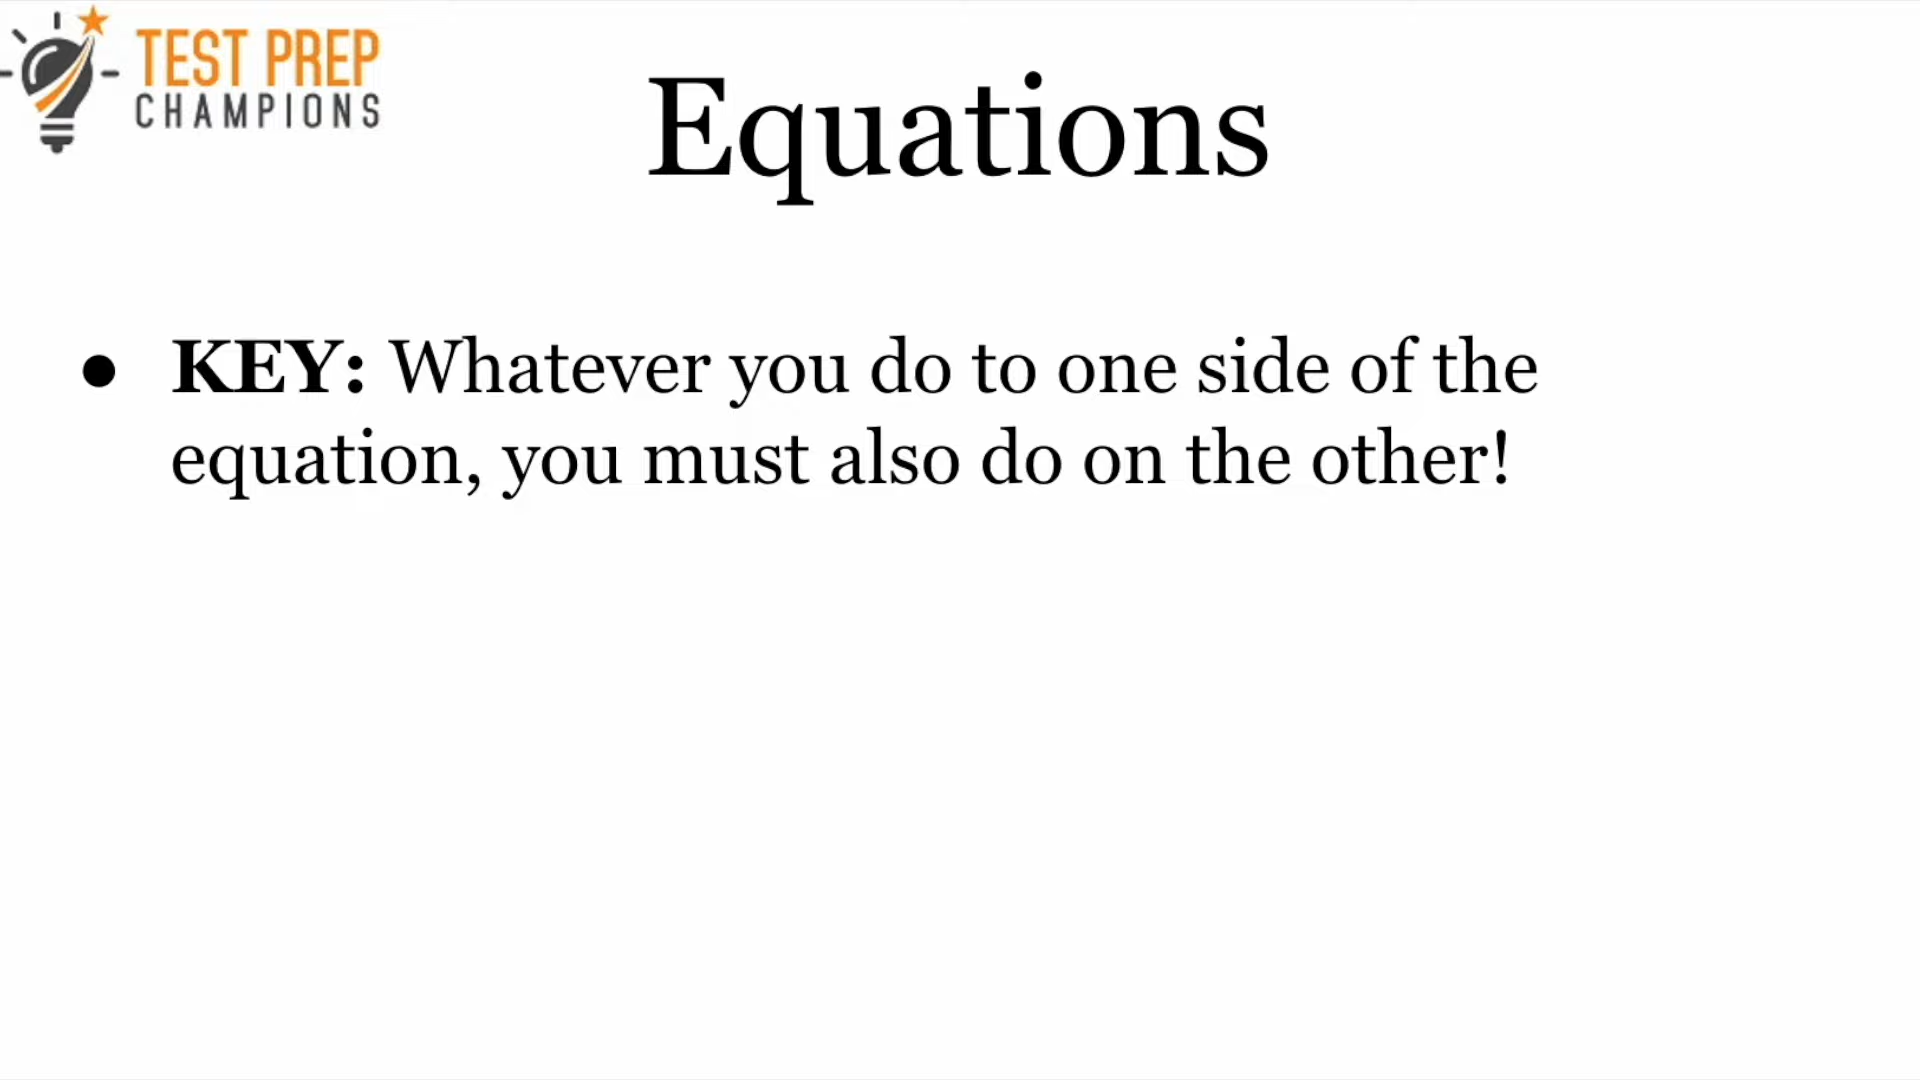 TEST PREP
CHAMPIONS
Equations
● KEY: Whatever you do to one side of the
equation, you must also do on the other!